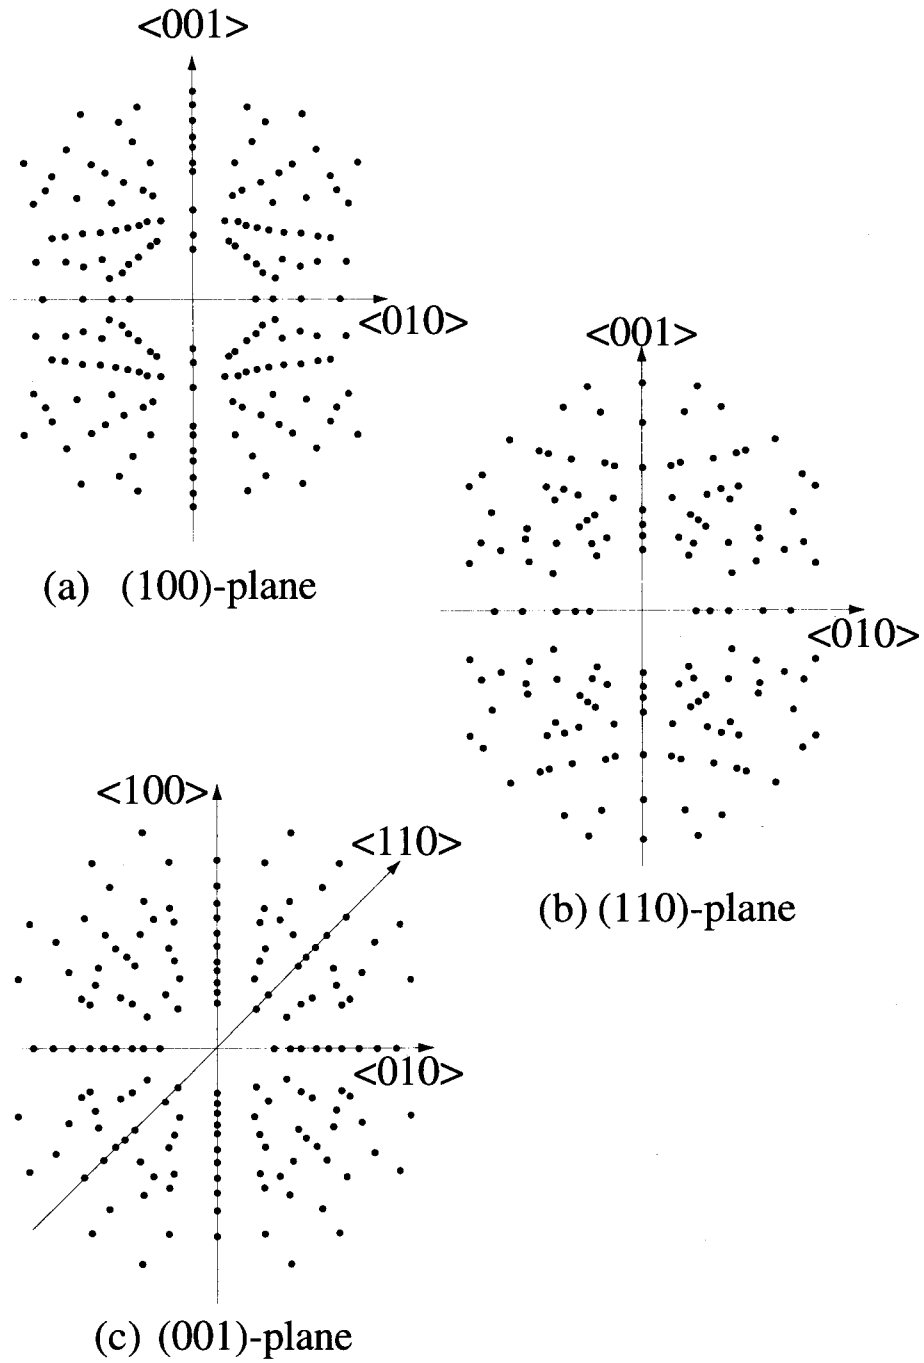 <001>
<010>
(a) (100)-plane
<001>
<010>
(b) (110)-plane
<100>
<110>
<010>
(c) (001)-plane